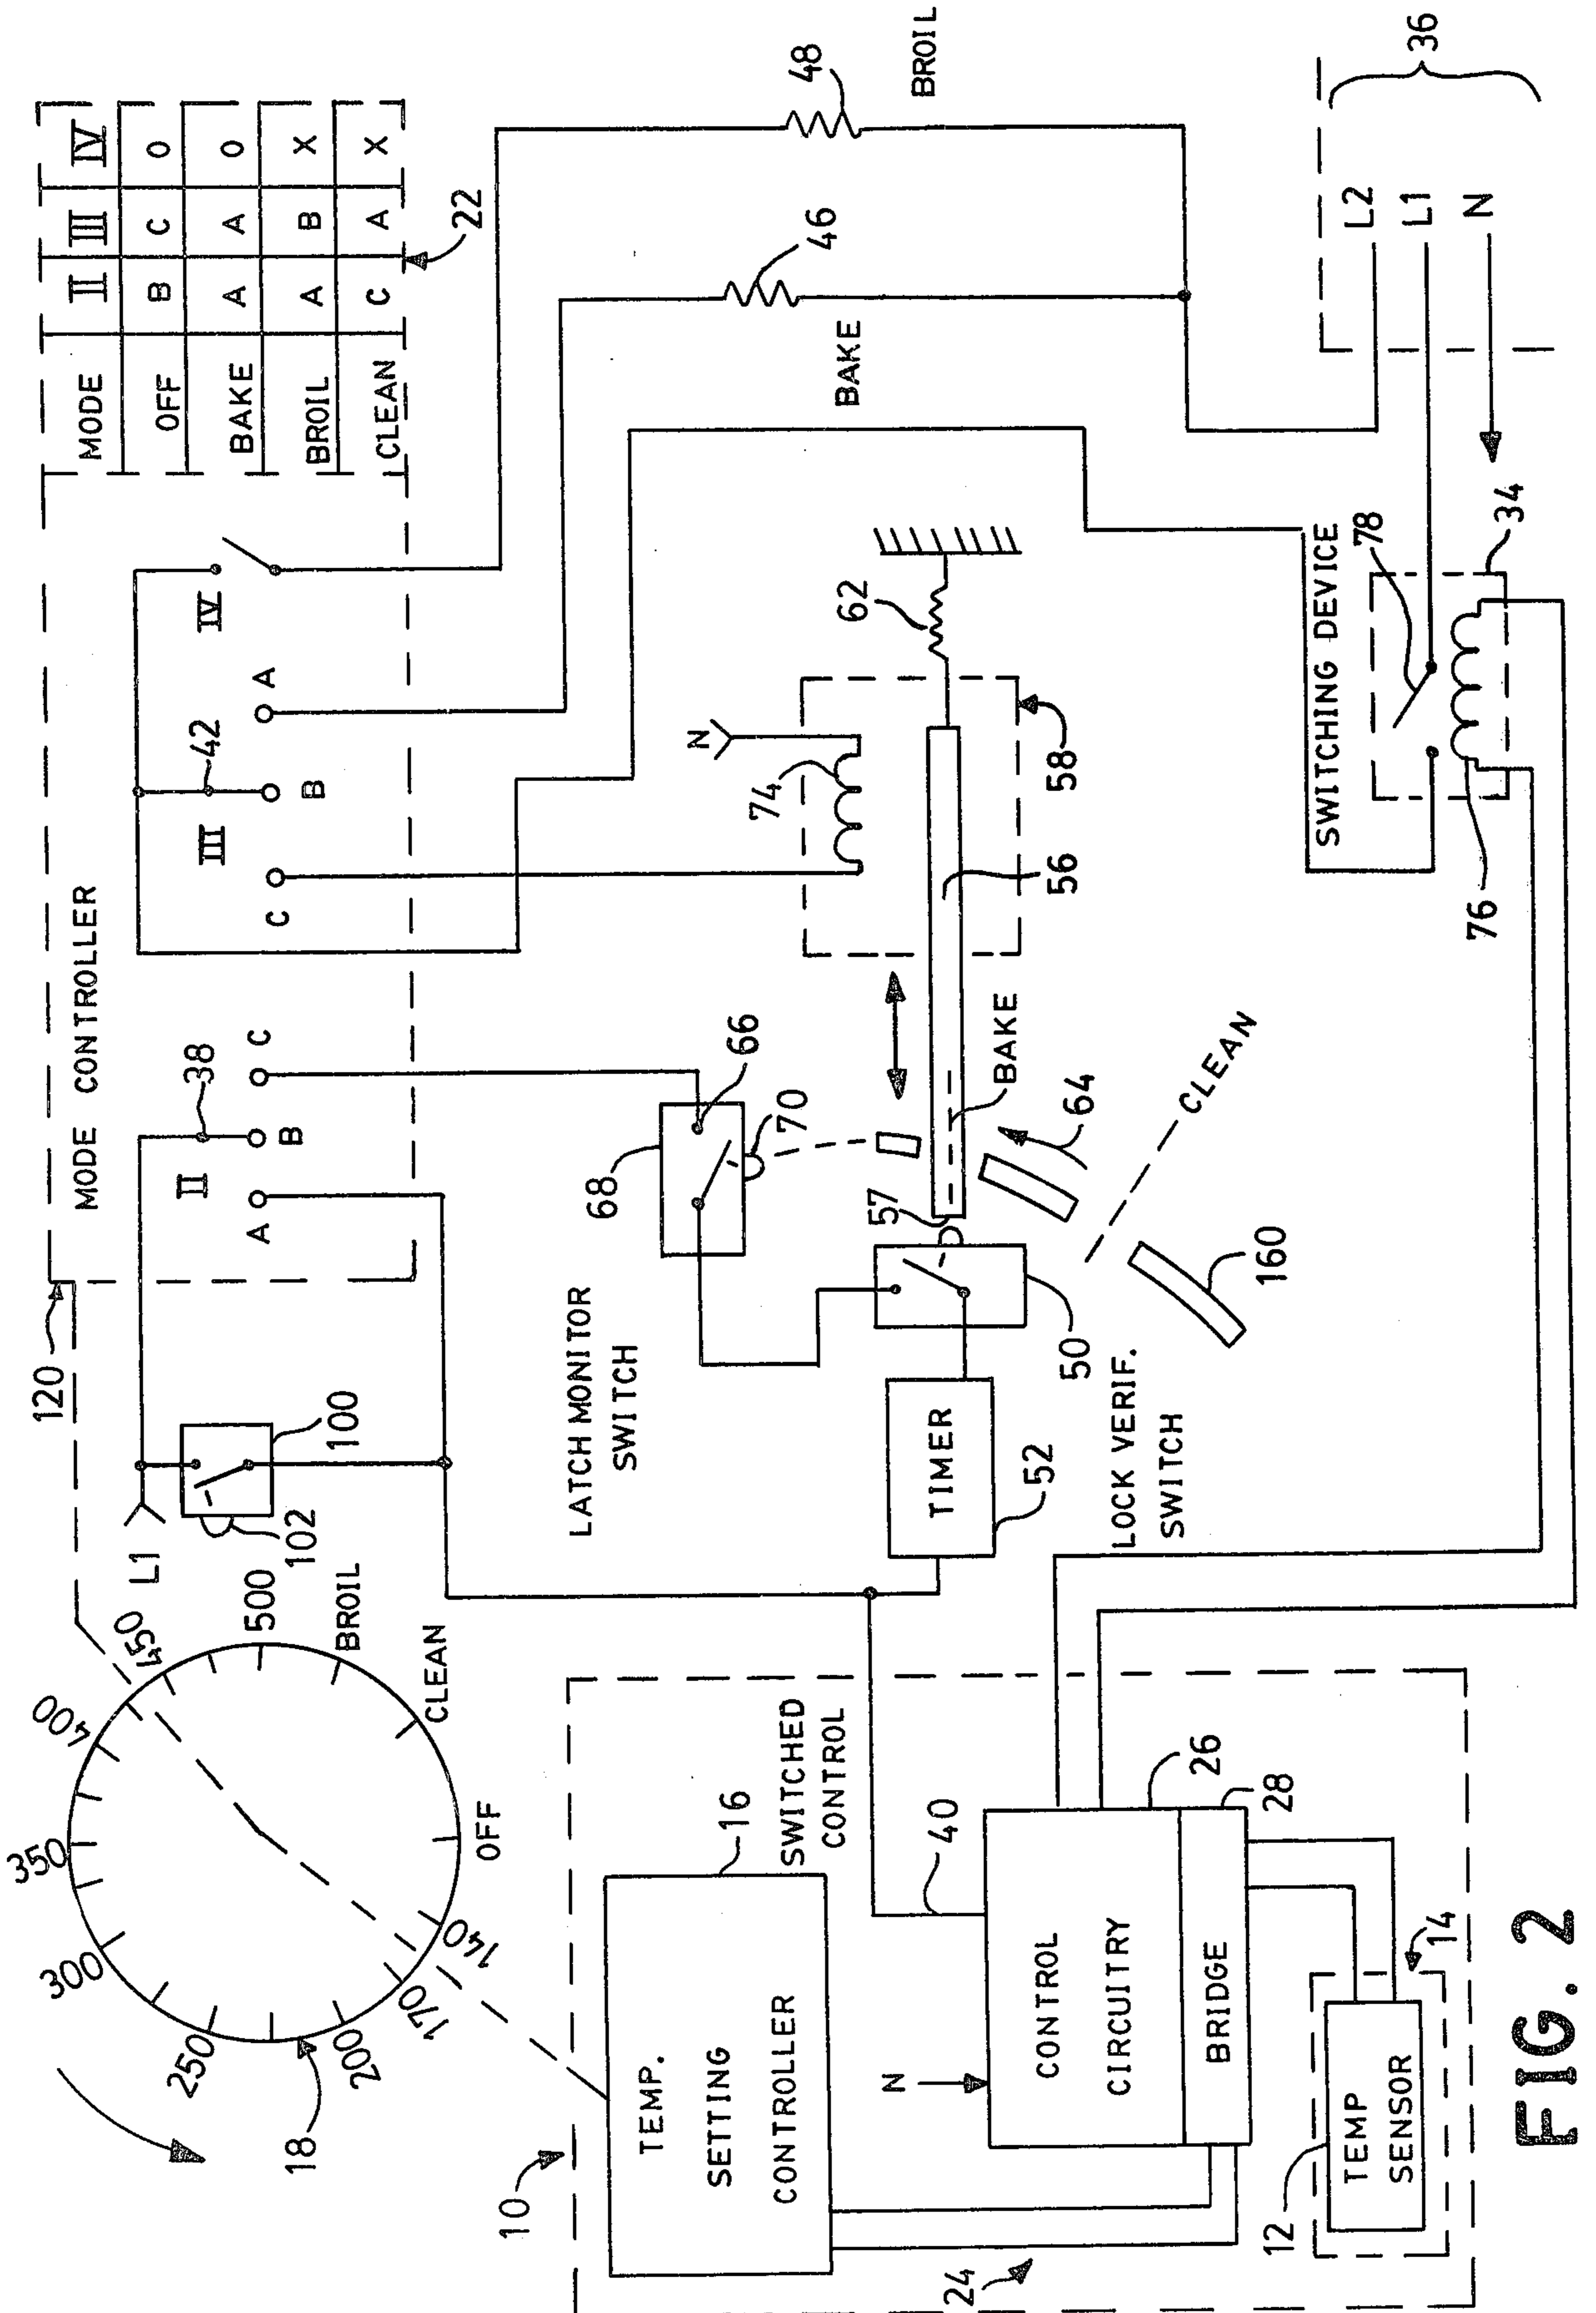 MODE CONTROLLER
120
MODE II III IV
OFF B C O
BAKE A A O
BROIL A B X
CLEAN C A X
22
L1
100
102
II
38
A
B
C
III
42
C
B
A
IV
400
450
500
BROIL
CLEAN
OFF
140
170
200
250
300
350
18
LATCH MONITOR
SWITCH
68
66
70
N
74
62
58
56
BAKE
57
64
CLEAN
160
50
LOCK VERIF.
SWITCH
TIMER
52
BAKE
46
48
BROIL
10
TEMP.
SETTING
CONTROLLER
16
SWITCHED
CONTROL
40
N
CONTROL
CIRCUITRY
26
BRIDGE
28
24
12
TEMP
SENSOR
14
SWITCHING DEVICE
78
76
34
L2
L1
N
36
FIG. 2